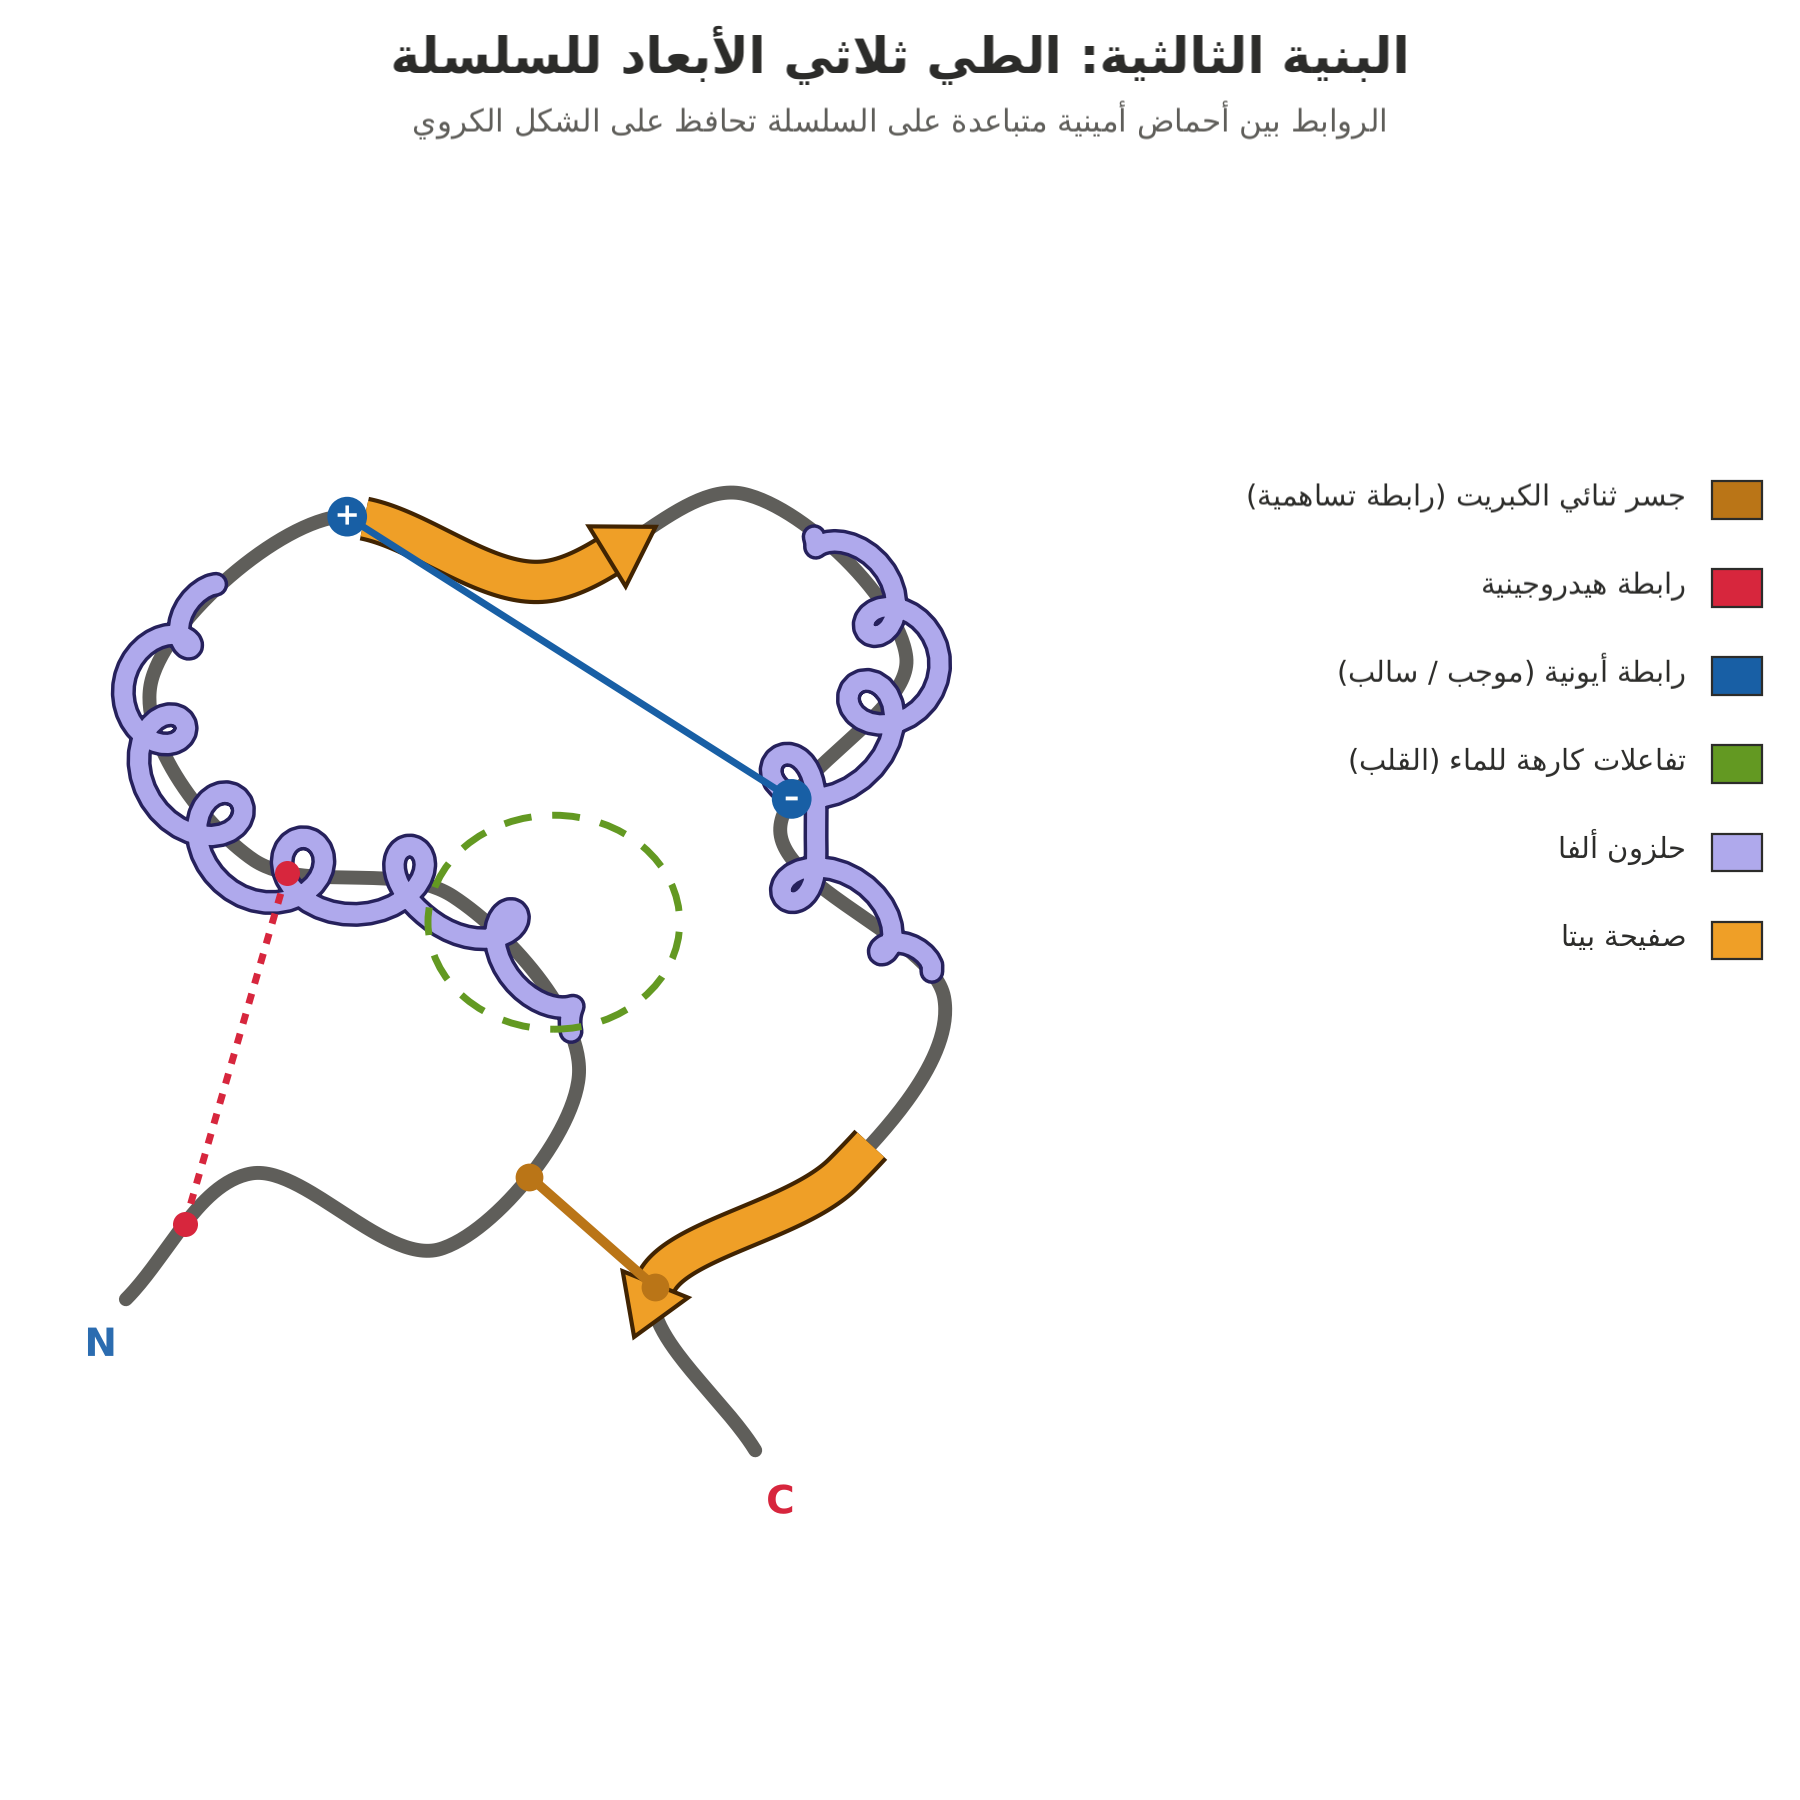 البنية الثالثية: الطي ثلاثي الأبعاد للسلسلة
الروابط بين أحماض أمينية متباعدة على السلسلة تحافظ على الشكل الكروي
جسر ثنائي الكبريت (رابطة تساهمية)
رابطة هيدروجينية
رابطة أيونية (موجب / سالب)
تفاعلات كارهة للماء (القلب)
حلزون ألفا
صفيحة بيتا
+
-
N
C